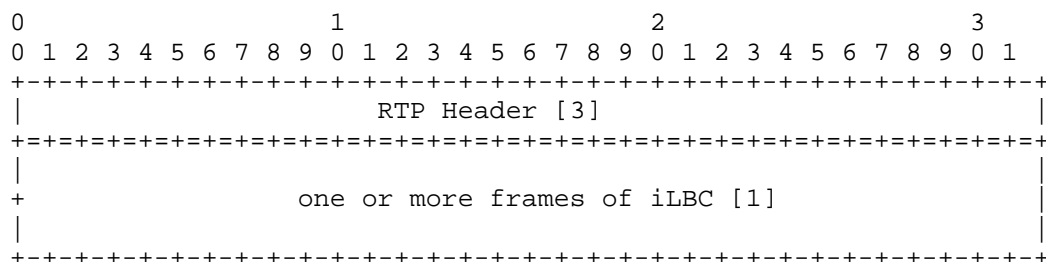 0                   1                   2                   3
0 1 2 3 4 5 6 7 8 9 0 1 2 3 4 5 6 7 8 9 0 1 2 3 4 5 6 7 8 9 0 1
+-+-+-+-+-+-+-+-+-+-+-+-+-+-+-+-+-+-+-+-+-+-+-+-+-+-+-+-+-+-+-+-+
|                      RTP Header [3]                           |
+=+=+=+=+=+=+=+=+=+=+=+=+=+=+=+=+=+=+=+=+=+=+=+=+=+=+=+=+=+=+=+=+
|                                                               |
+                 one or more frames of iLBC [1]                |
|                                                               |
+-+-+-+-+-+-+-+-+-+-+-+-+-+-+-+-+-+-+-+-+-+-+-+-+-+-+-+-+-+-+-+-+